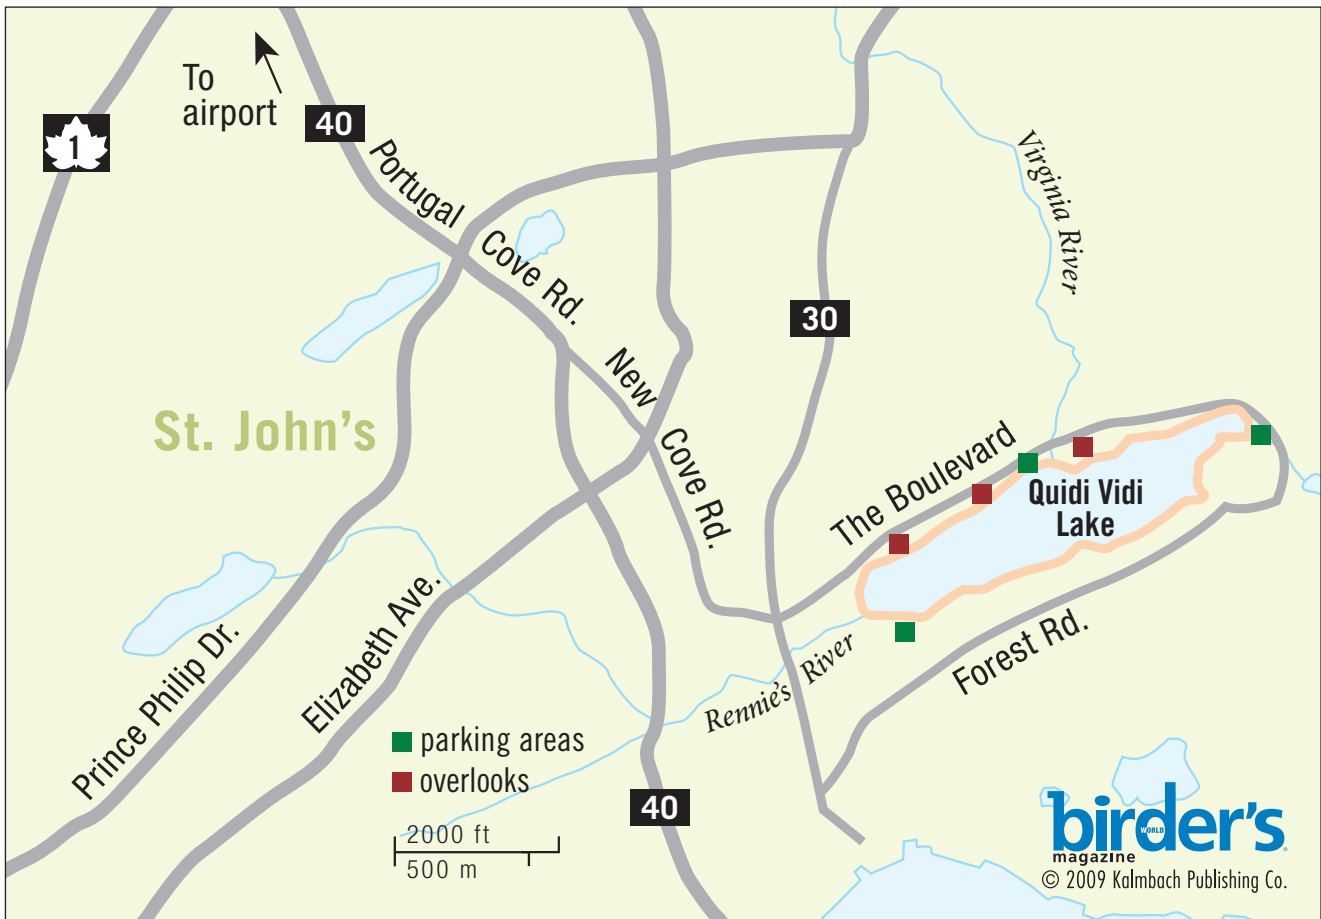 To
airport
40
1
Portugal
Cove Rd.
Virginia River
30
New
Cove Rd.
St. John's
The Boulevard
Quidi Vidi
Lake
Prince Philip Dr.
Elizabeth Ave.
Rennie's River
Forest Rd.
parking areas
overlooks
2000 ft
500 m
40
birder's
WORLD
magazine
© 2009 Kalmbach Publishing Co.